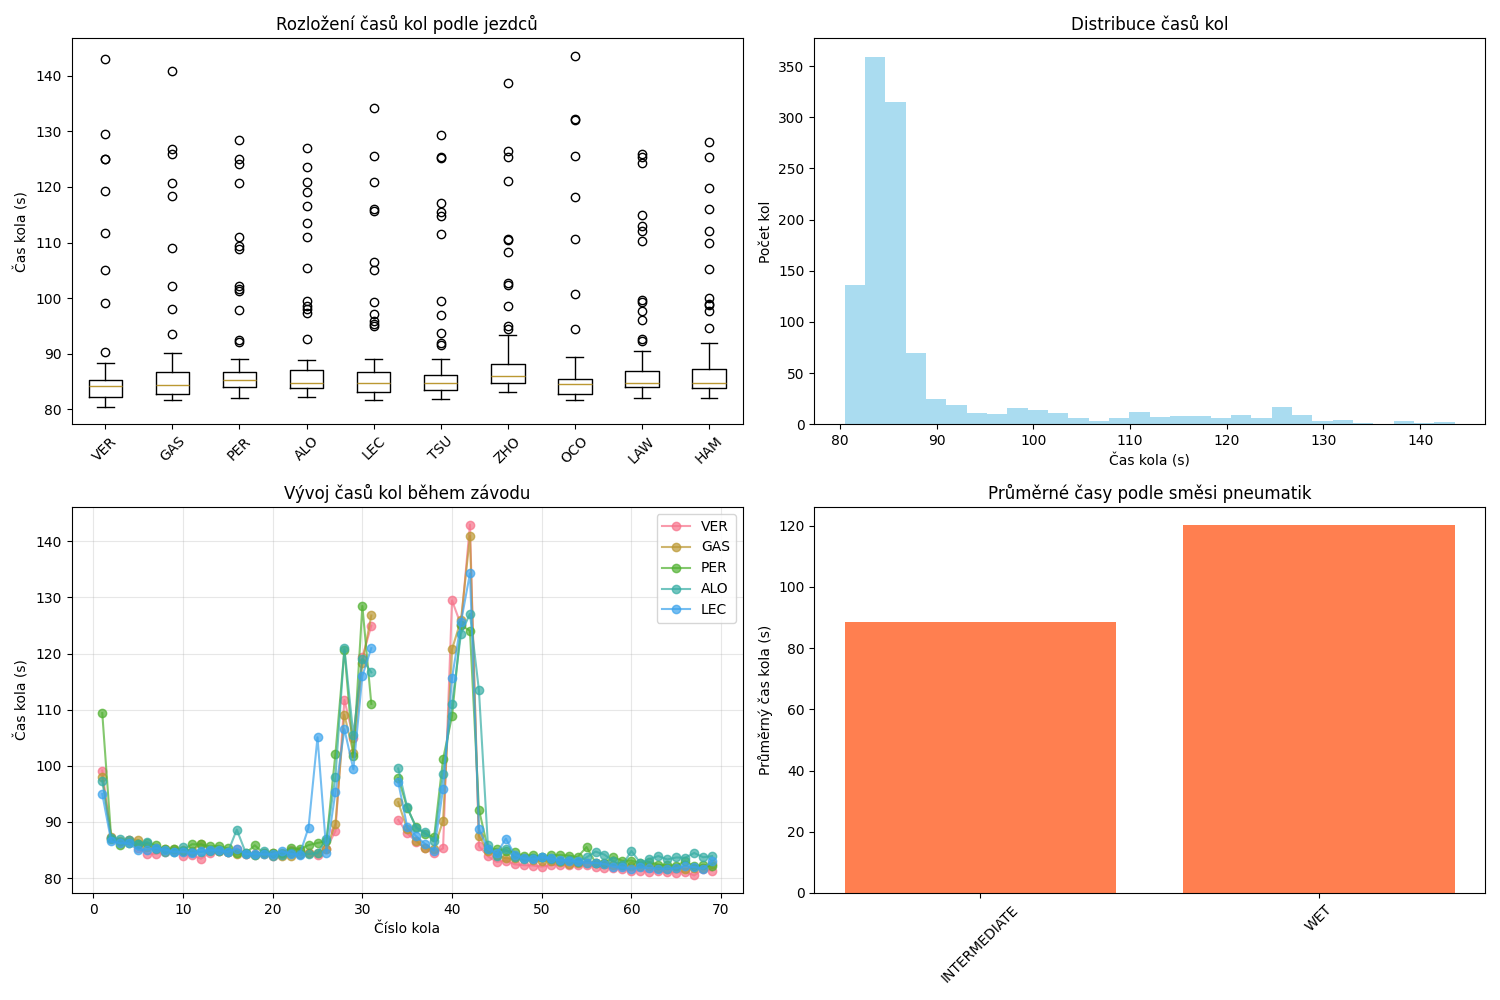 Rozložení časů kol podle jezdců
Čas kola (s)
140
130
120
110
100
90
80
VER GAS PER ALO LEC TSU ZHO OCO LAW HAM
Distribuce časů kol
Počet kol
350
300
250
200
150
100
50
0
80 90 100 110 120 130 140
Čas kola (s)
Vývoj časů kol během závodu
Čas kola (s)
140
130
120
110
100
90
80
VER
GAS
PER
ALO
LEC
0 10 20 30 40 50 60 70
Číslo kola
Průměrné časy podle směsi pneumatik
Průměrný čas kola (s)
120
100
80
60
40
20
0
INTERMEDIATE WET